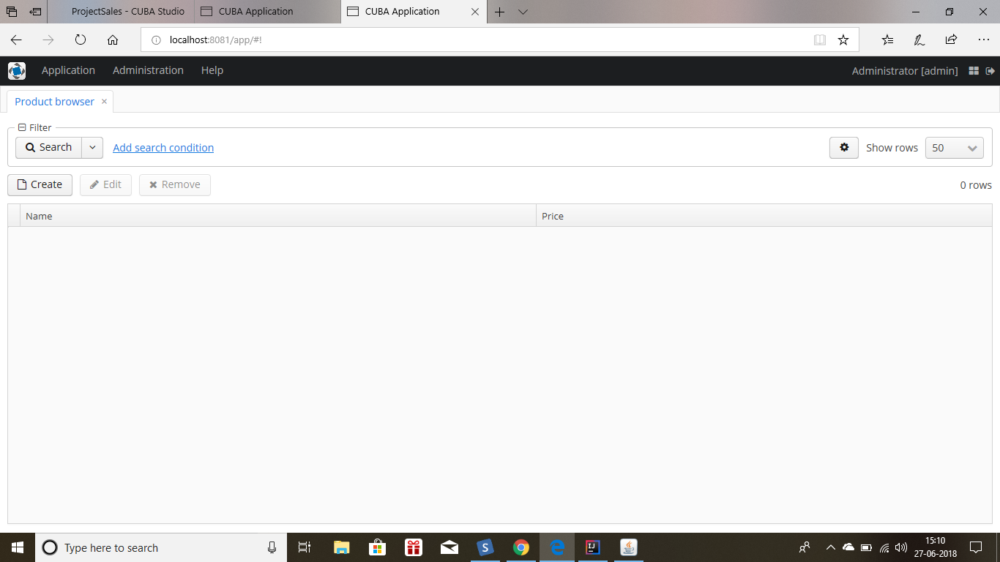 ProjectSales - CUBA Studio CUBA Application CUBA Application
localhost:8081/app/#!
Application Administration Help Administrator [admin]
Product browser
Filter
Search Add search condition Show rows 50
Create Edit Remove 0 rows
Name Price
Type here to search S IJ 15:10
27-06-2018